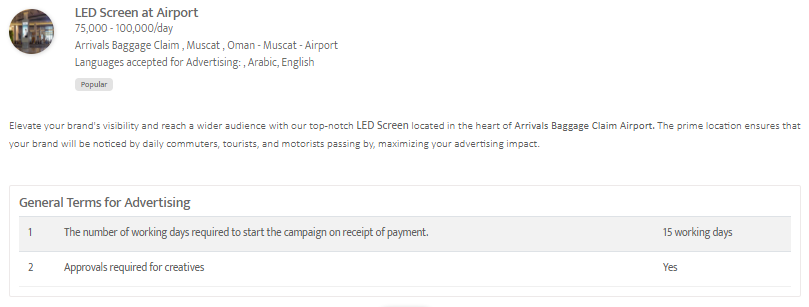 LED Screen at Airport
75,000 - 100,000/day
Arrivals Baggage Claim , Muscat , Oman - Muscat - Airport
Languages accepted for Advertising: , Arabic, English
Popular
Elevate your brand's visibility and reach a wider audience with our top-notch LED Screen located in the heart of Arrivals Baggage Claim Airport. The prime location ensures that
your brand will be noticed by daily commuters, tourists, and motorists passing by, maximizing your advertising impact.
General Terms for Advertising
1 The number of working days required to start the campaign on receipt of payment. 15 working days
2 Approvals required for creatives Yes